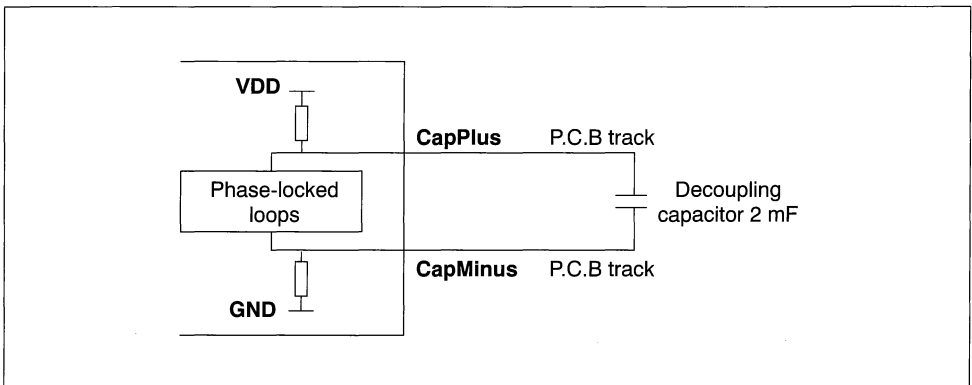 VDD
CapPlus P.C.B track
Phase-locked
loops
Decoupling
capacitor 2 mF
CapMinus P.C.B track
GND